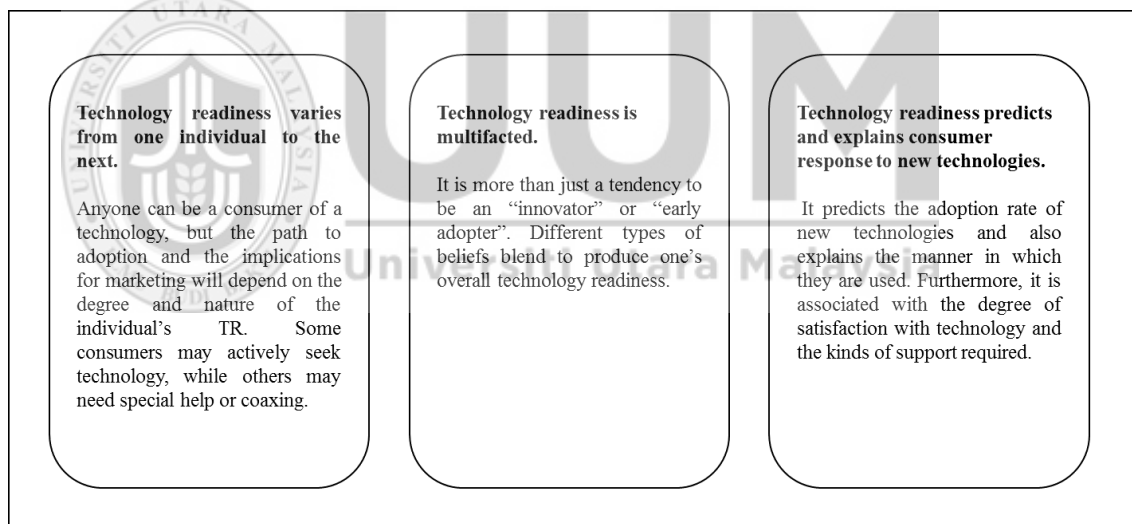 Technology readiness varies
from one individual to the
next.
Anyone can be a consumer of a
technology, but the path to
adoption and the implications
for marketing will depend on the
degree and nature of the
individual’s TR. Some
consumers may actively seek
technology, while others may
need special help or coaxing.
Technology readiness is
multifacted.
It is more than just a tendency to
be an “innovator” or “early
adopter”. Different types of
beliefs blend to produce one’s
overall technology readiness.
Technology readiness predicts
and explains consumer
response to new technologies.
It predicts the adoption rate of
new technologies and also
explains the manner in which
they are used. Furthermore, it is
associated with the degree of
satisfaction with technology and
the kinds of support required.
UUM
Universiti Utara Malaysia
UNIVERSITI UTARA MALAYSIA